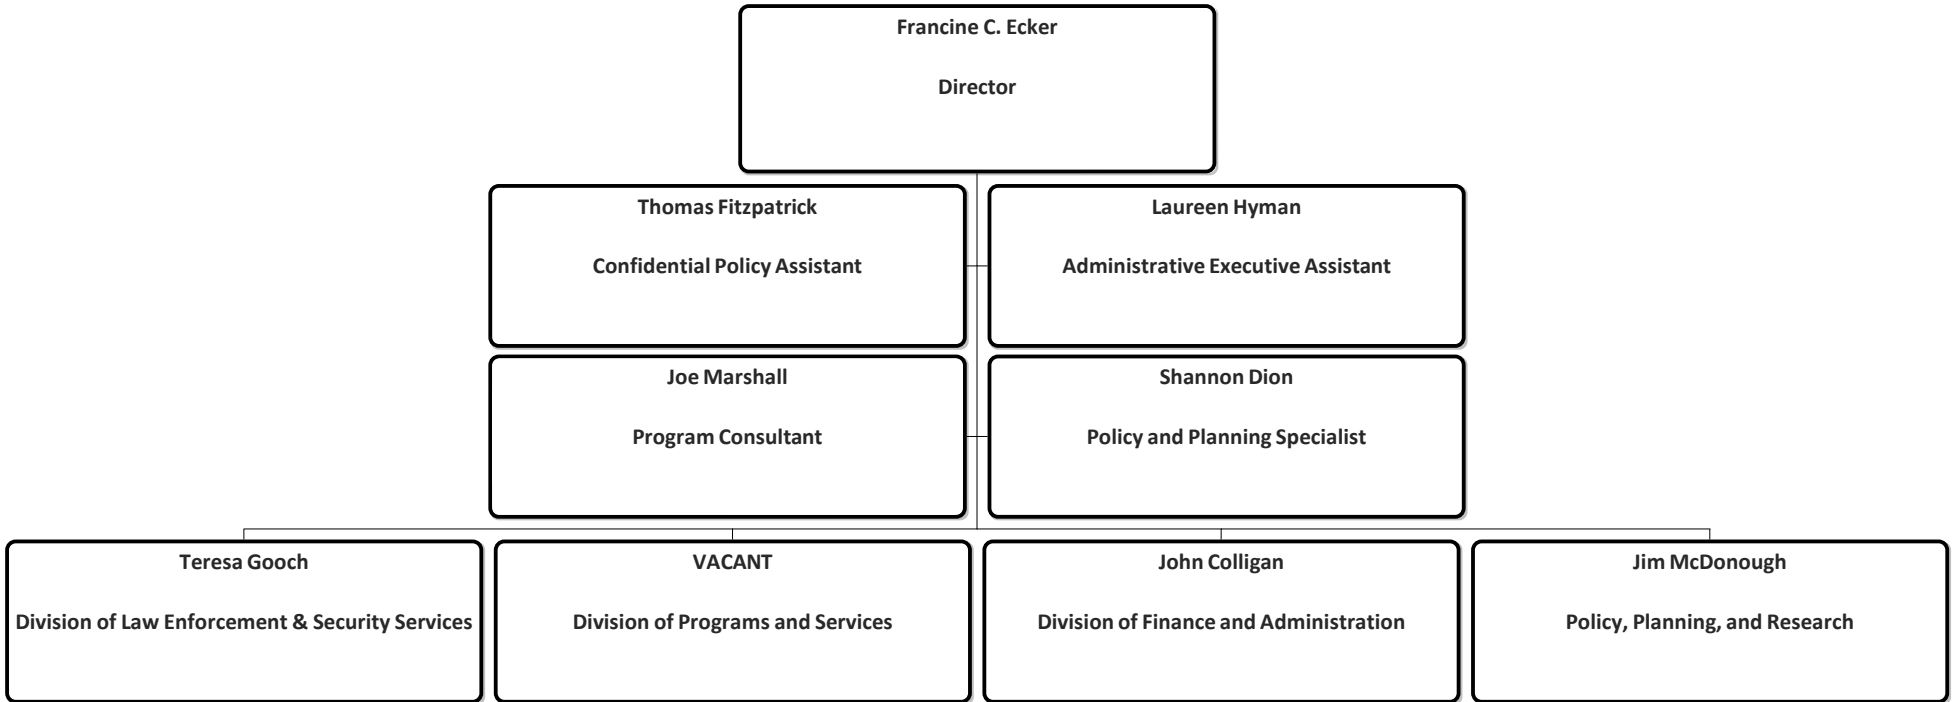 Francine C. Ecker
Director
Thomas Fitzpatrick
Confidential Policy Assistant
Laureen Hyman
Administrative Executive Assistant
Joe Marshall
Program Consultant
Shannon Dion
Policy and Planning Specialist
Teresa Gooch
Division of Law Enforcement & Security Services
VACANT
Division of Programs and Services
John Colligan
Division of Finance and Administration
Jim McDonough
Policy, Planning, and Research